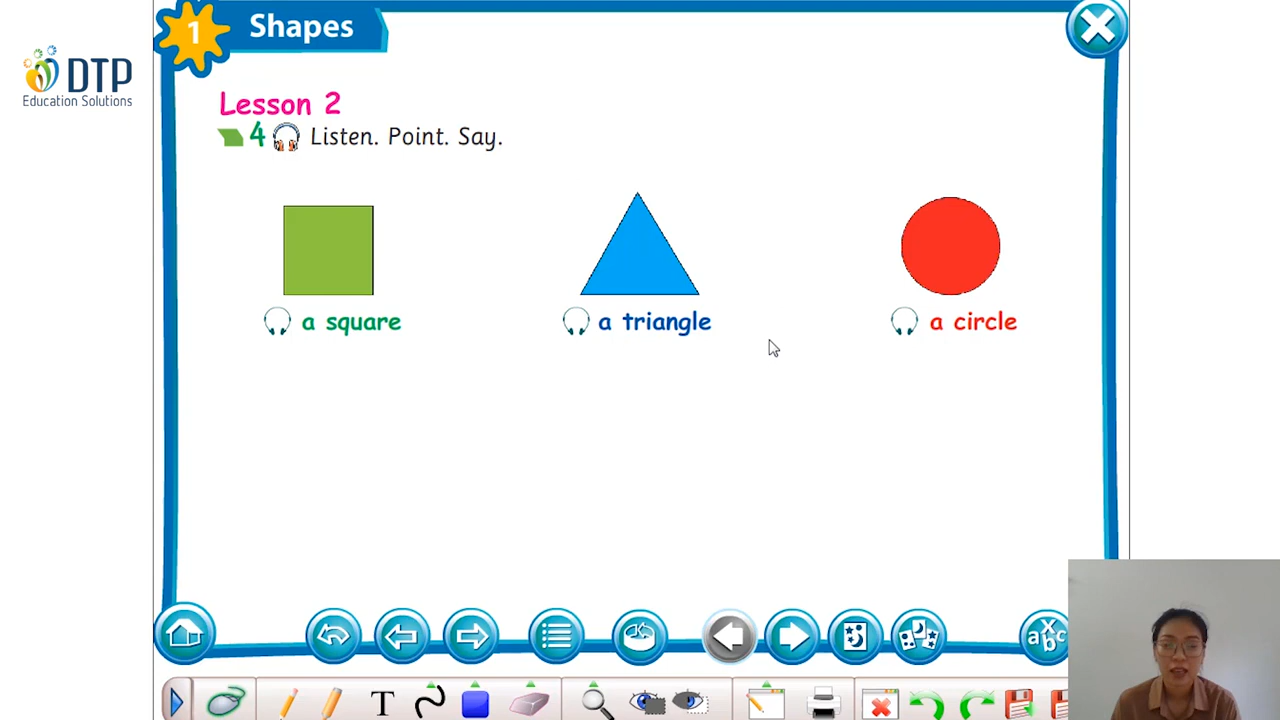 1 Shapes
DTP
Education Solutions
Lesson 2
4 Listen. Point. Say.
a square
a triangle
a circle
T
X
a b c